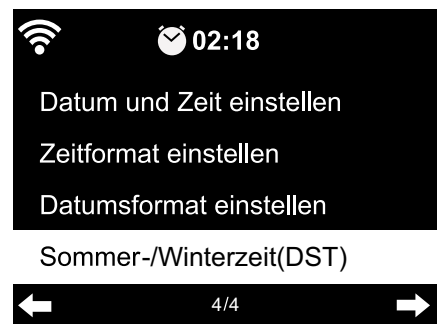 02:18
Datum und Zeit einstellen
Zeitformat einstellen
Datumsformat einstellen
Sommer-/Winterzeit(DST)
4/4